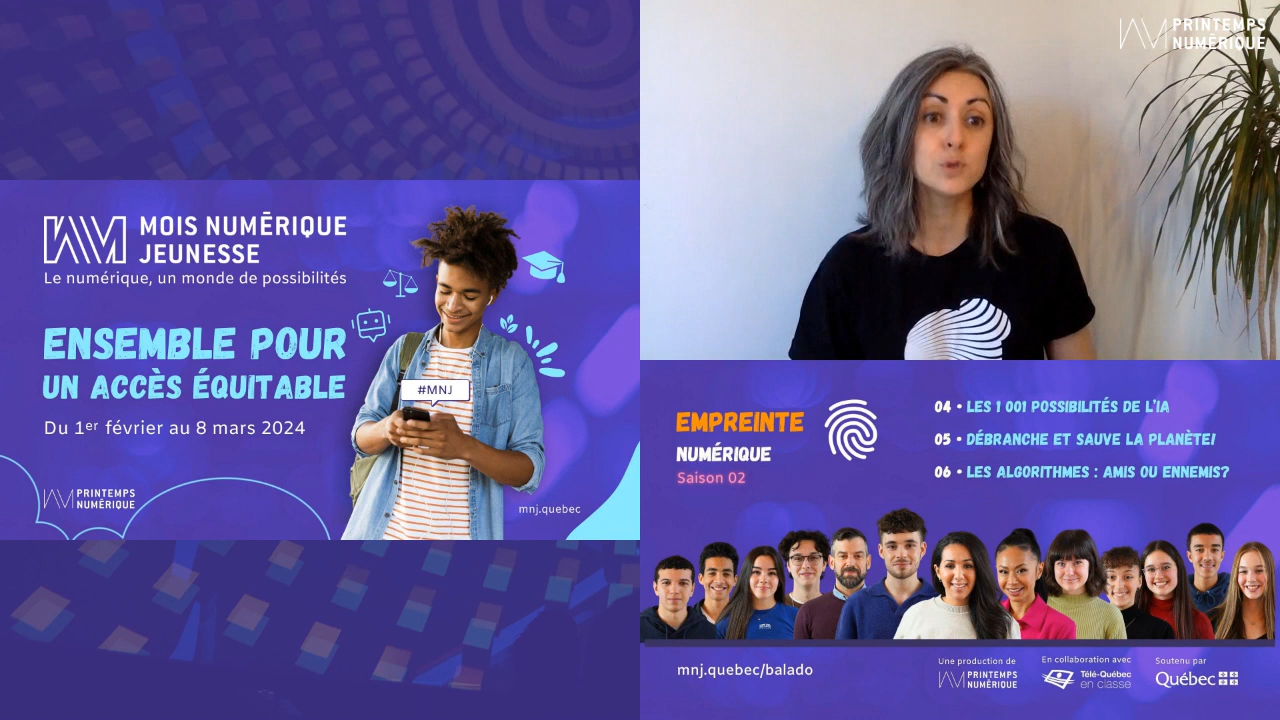 MOIS NUMÉRIQUE
JEUNESSE
Le numérique, un monde de possibilités
ENSEMBLE POUR
UN ACCÈS ÉQUITABLE
Du 1er février au 8 mars 2024
#MNJ
PRINTEMPS
NUMÉRIQUE
mnj.quebec
PRINTEMPS
NUMÉRIQUE
EMPREINTE
NUMÉRIQUE
Saison 02
04 • LES 1 001 POSSIBILITÉS DE L'IA
05 • DÉBRANCHE ET SAUVE LA PLANÈTE!
06 • LES ALGORITHMES : AMIS OU ENNEMIS?
mnj.quebec/balado
Une production de
PRINTEMPS
NUMÉRIQUE
En collaboration avec
Télé-Québec
en classe
Soutenu par
Québec